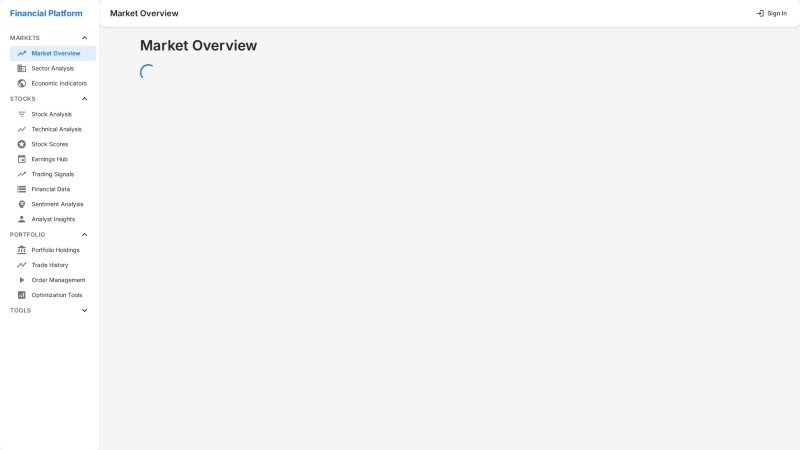 Financial Platform
Market Overview
Sign In
MARKETS
Market Overview
Sector Analysis
Economic Indicators
STOCKS
Stock Analysis
Technical Analysis
Stock Scores
Earnings Hub
Trading Signals
Financial Data
Sentiment Analysis
Analyst Insights
PORTFOLIO
Portfolio Holdings
Trade History
Order Management
Optimization Tools
TOOLS
Market Overview